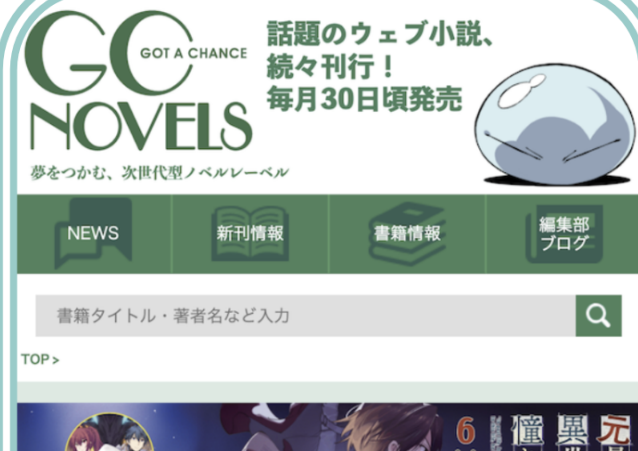 GC
GOT A CHANCE
NOVELS
夢をつかむ、次世代型ノベルレーベル
話題のウェブ小説、
続々刊行！
毎月30日頃発売
NEWS
新刊情報
書籍情報
編集部
ブログ
書籍タイトル・著者名など入力
TOP >
6
元
異
憧